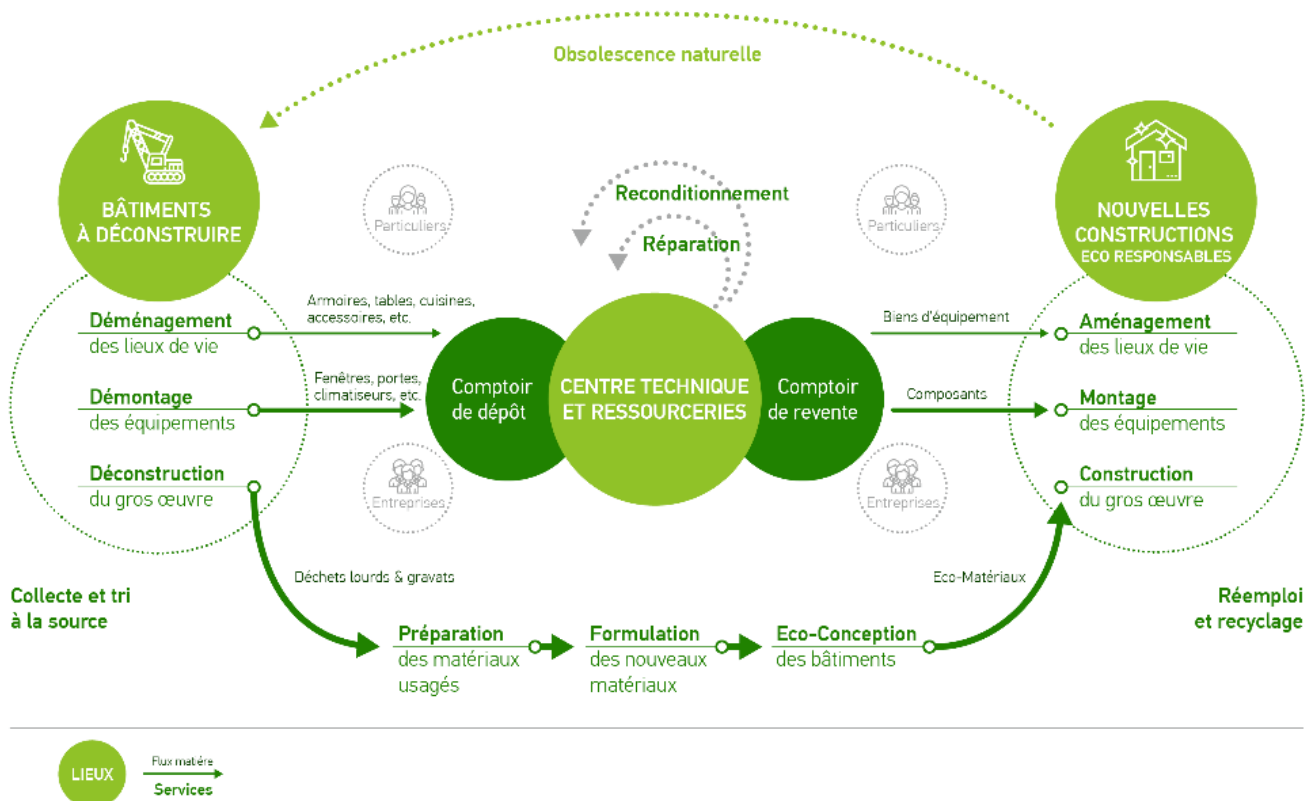 Obsolescence naturelle
BÂTIMENTS
À DÉCONSTRUIRE
Particuliers
Reconditionnement
Réparation
Particuliers
NOUVELLES
CONSTRUCTIONS
ECO RESPONSABLES
Déménagement
des lieux de vie
Armoires, tables, cuisines,
accessoires, etc.
Démontage
des équipements
Fenêtres, portes,
climatiseurs, etc.
Déconstruction
du gros œuvre
Comptoir
de dépôt
CENTRE TECHNIQUE
ET RESSOURCERIES
Comptoir
de revente
Biens d'équipement
Aménagement
des lieux de vie
Composants
Montage
des équipements
Construction
du gros œuvre
Entreprises
Entreprises
Déchets lourds & gravats
Eco-Matériaux
Collecte et tri
à la source
Réemploi
et recyclage
Préparation
des matériaux
usagés
Formulation
des nouveaux
matériaux
Eco-Conception
des bâtiments
LIEUX
Flux matière
Services